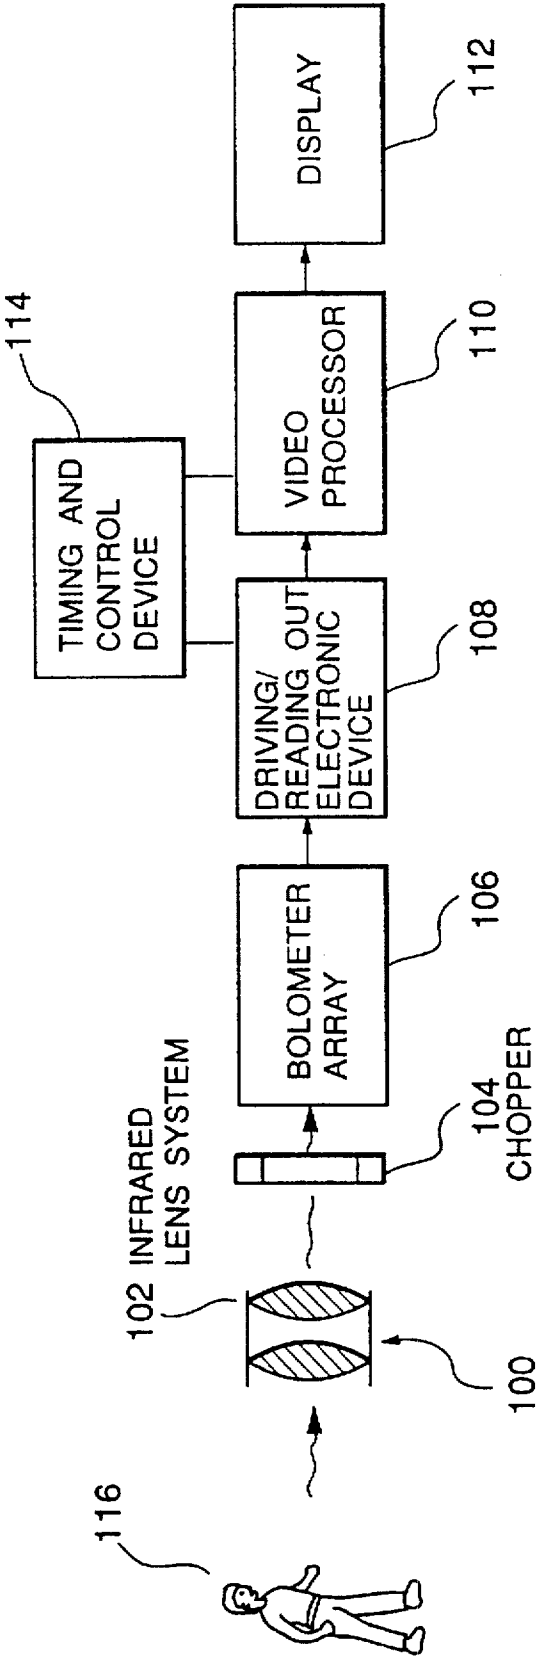 116
102 INFRARED
LENS SYSTEM
100
104
CHOPPER
BOLOMETER
ARRAY
106
DRIVING/
READING OUT
ELECTRONIC
DEVICE
108
TIMING AND
CONTROL
DEVICE
114
VIDEO
PROCESSOR
110
DISPLAY
112